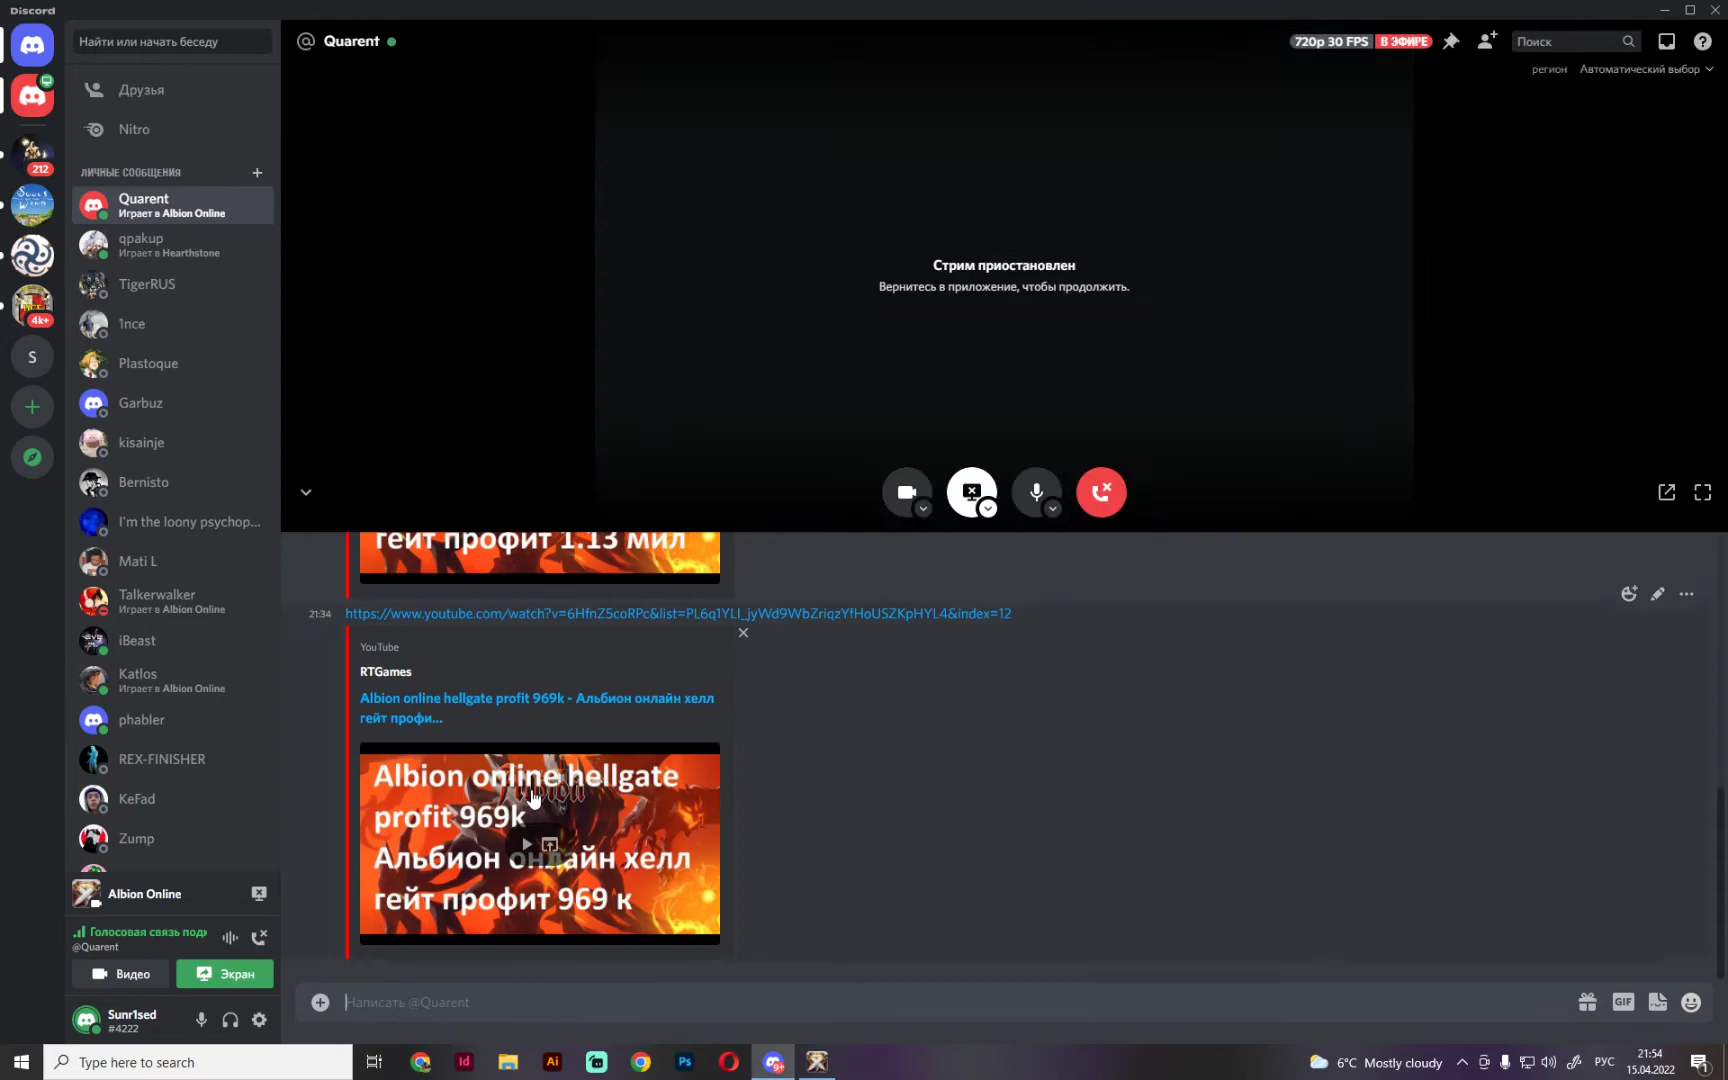 Discord
Найти или начать беседу
Друзья
Nitro
ЛИЧНЫЕ СООБЩЕНИЯ
Quarent
Играет в Albion Online
qpakup
Играет в Hearthstone
TigerRUS
1nce
Plastoque
Garbuz
kisainje
Bernisto
I'm the loony psychop...
Mati L
Talkerwalker
Играет в Albion Online
iBeast
Katlos
Играет в Albion Online
phabler
REX-FINISHER
KeFad
Zump
212
4k+
S
Albion Online
Голосовая связь подк
@Quarent
Видео
Экран
Sunr1sed
#4222
Quarent
720p 30 FPS
В ЭФИРЕ
Поиск
регион
Автоматический выбор
Стрим приостановлен
Вернитесь в приложение, чтобы продолжить.
гейт профит 1.13 мил
21:34
https://www.youtube.com/watch?v=6HfnZ5coRPc&list=PL6q1YLI_jyWd9WbZriqzYfHoUSZKpHYL4&index=12
YouTube
RTGames
Albion online hellgate profit 969k - Альбион онлайн хелл
гейт профи...
Albion online hellgate
profit 969k
Альбион онлайн хелл
гейт профит 969 к
Написать @Quarent
GIF
Type here to search
Id
Ai
Ps
9+
6°C Mostly cloudy
РУС
21:54
15.04.2022
1